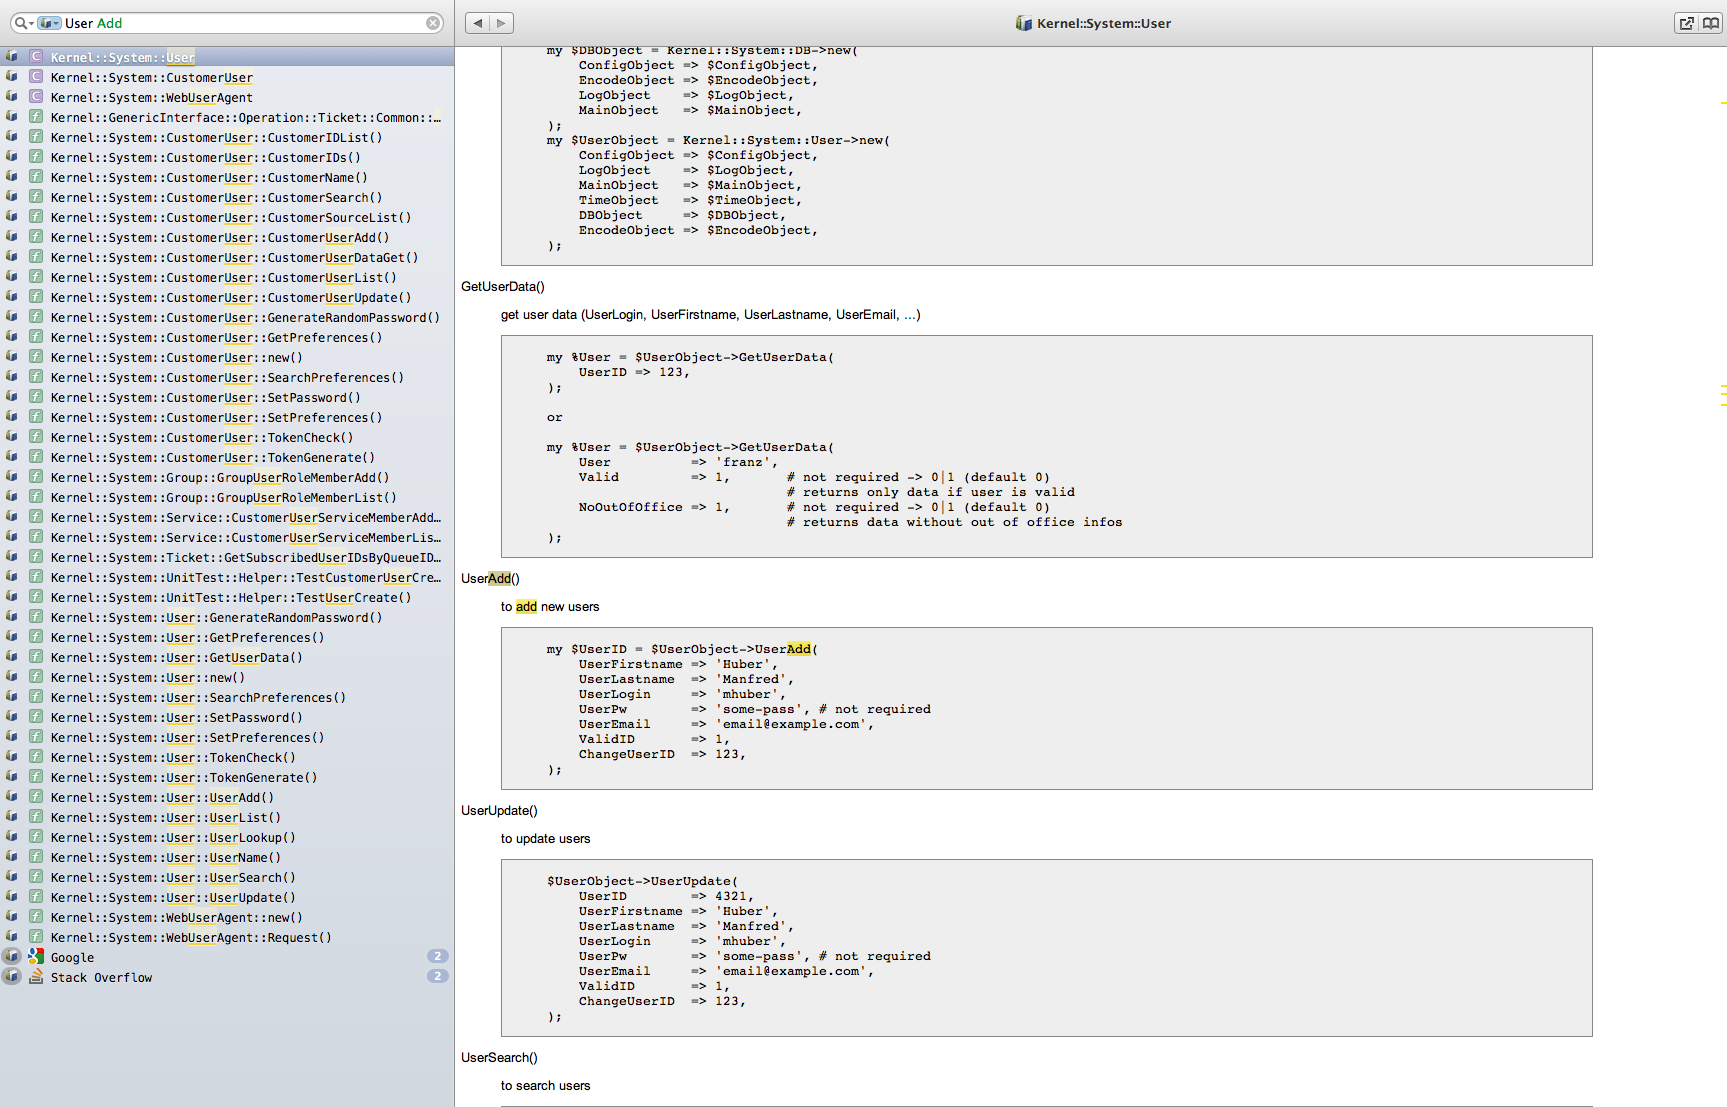 User Add
Kernel::System::User
Kernel::System::User
Kernel::System::CustomerUser
Kernel::System::WebUserAgent
Kernel::GenericInterface::Operation::Ticket::Common::…
Kernel::System::CustomerUser::CustomerIDList()
Kernel::System::CustomerUser::CustomerIDs()
Kernel::System::CustomerUser::CustomerName()
Kernel::System::CustomerUser::CustomerSearch()
Kernel::System::CustomerUser::CustomerSourceList()
Kernel::System::CustomerUser::CustomerUserAdd()
Kernel::System::CustomerUser::CustomerUserDataGet()
Kernel::System::CustomerUser::CustomerUserList()
Kernel::System::CustomerUser::CustomerUserUpdate()
Kernel::System::CustomerUser::GenerateRandomPassword()
Kernel::System::CustomerUser::GetPreferences()
Kernel::System::CustomerUser::new()
Kernel::System::CustomerUser::SearchPreferences()
Kernel::System::CustomerUser::SetPassword()
Kernel::System::CustomerUser::SetPreferences()
Kernel::System::CustomerUser::TokenCheck()
Kernel::System::CustomerUser::TokenGenerate()
Kernel::System::Group::GroupUserRoleMemberAdd()
Kernel::System::Group::GroupUserRoleMemberList()
Kernel::System::Service::CustomerUserServiceMemberAdd…
Kernel::System::Service::CustomerUserServiceMemberLis…
Kernel::System::Ticket::GetSubscribedUserIDsByQueueID…
Kernel::System::UnitTest::Helper::TestCustomerUserCre…
Kernel::System::UnitTest::Helper::TestUserCreate()
Kernel::System::User::GenerateRandomPassword()
Kernel::System::User::GetPreferences()
Kernel::System::User::GetUserData()
Kernel::System::User::new()
Kernel::System::User::SearchPreferences()
Kernel::System::User::SetPassword()
Kernel::System::User::SetPreferences()
Kernel::System::User::TokenCheck()
Kernel::System::User::TokenGenerate()
Kernel::System::User::UserAdd()
Kernel::System::User::UserList()
Kernel::System::User::UserLookup()
Kernel::System::User::UserName()
Kernel::System::User::UserSearch()
Kernel::System::User::UserUpdate()
Kernel::System::WebUserAgent::new()
Kernel::System::WebUserAgent::Request()
Google 2
Stack Overflow 2
my $DBObject = Kernel::System::DB->new(
ConfigObject => $ConfigObject,
EncodeObject => $EncodeObject,
LogObject => $LogObject,
MainObject => $MainObject,
);
my $UserObject = Kernel::System::User->new(
ConfigObject => $ConfigObject,
LogObject => $LogObject,
MainObject => $MainObject,
TimeObject => $TimeObject,
DBObject => $DBObject,
EncodeObject => $EncodeObject,
);
GetUserData()
get user data (UserLogin, UserFirstname, UserLastname, UserEmail, ...)
my %User = $UserObject->GetUserData(
UserID => 123,
);
or
my %User = $UserObject->GetUserData(
User => 'franz',
Valid => 1, # not required -> 0|1 (default 0)
# returns only data if user is valid
NoOutOfOffice => 1, # not required -> 0|1 (default 0)
# returns data without out of office infos
);
UserAdd()
to add new users
my $UserID = $UserObject->UserAdd(
UserFirstname => 'Huber',
UserLastname => 'Manfred',
UserLogin => 'mhuber',
UserPw => 'some-pass', # not required
UserEmail => 'email@example.com',
ValidID => 1,
ChangeUserID => 123,
);
UserUpdate()
to update users
$UserObject->UserUpdate(
UserID => 4321,
UserFirstname => 'Huber',
UserLastname => 'Manfred',
UserLogin => 'mhuber',
UserPw => 'some-pass', # not required
UserEmail => 'email@example.com',
ValidID => 1,
ChangeUserID => 123,
);
UserSearch()
to search users